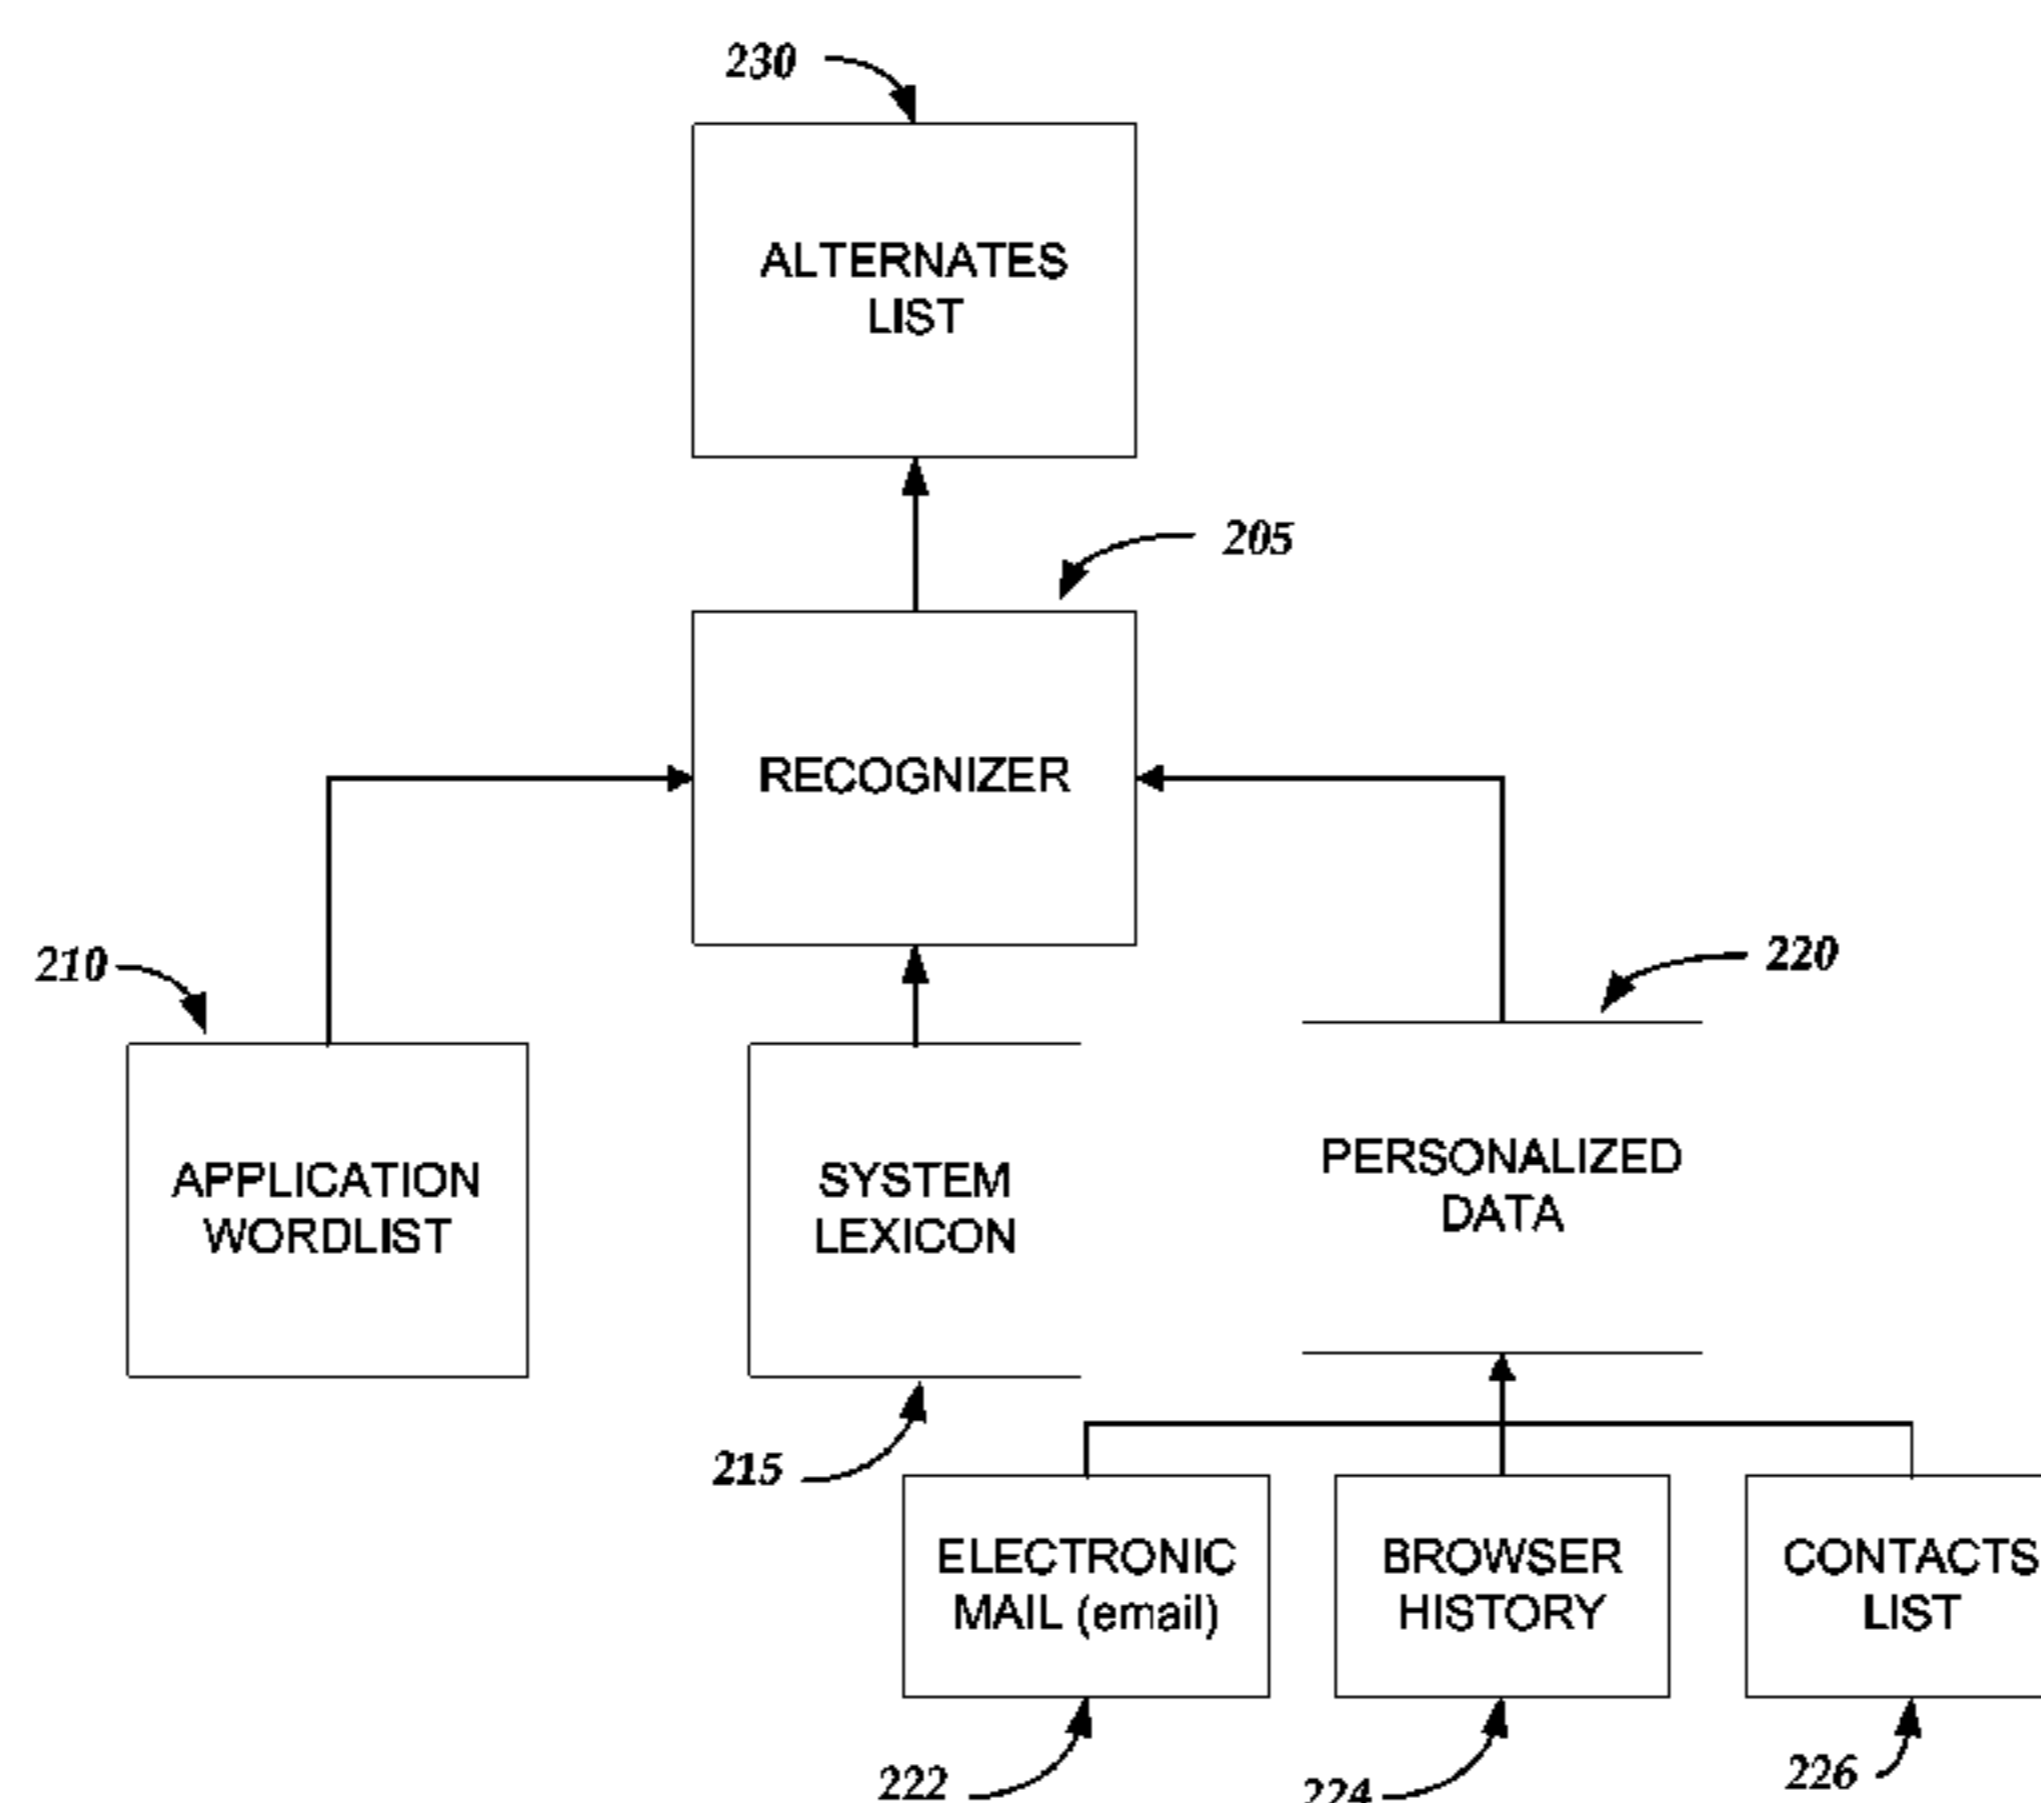 230
ALTERNATES
LIST
205
RECOGNIZER
210
220
APPLICATION
WORDLIST
SYSTEM
LEXICON
PERSONALIZED
DATA
215
ELECTRONIC
MAIL (email)
BROWSER
HISTORY
CONTACTS
LIST
222
224
226